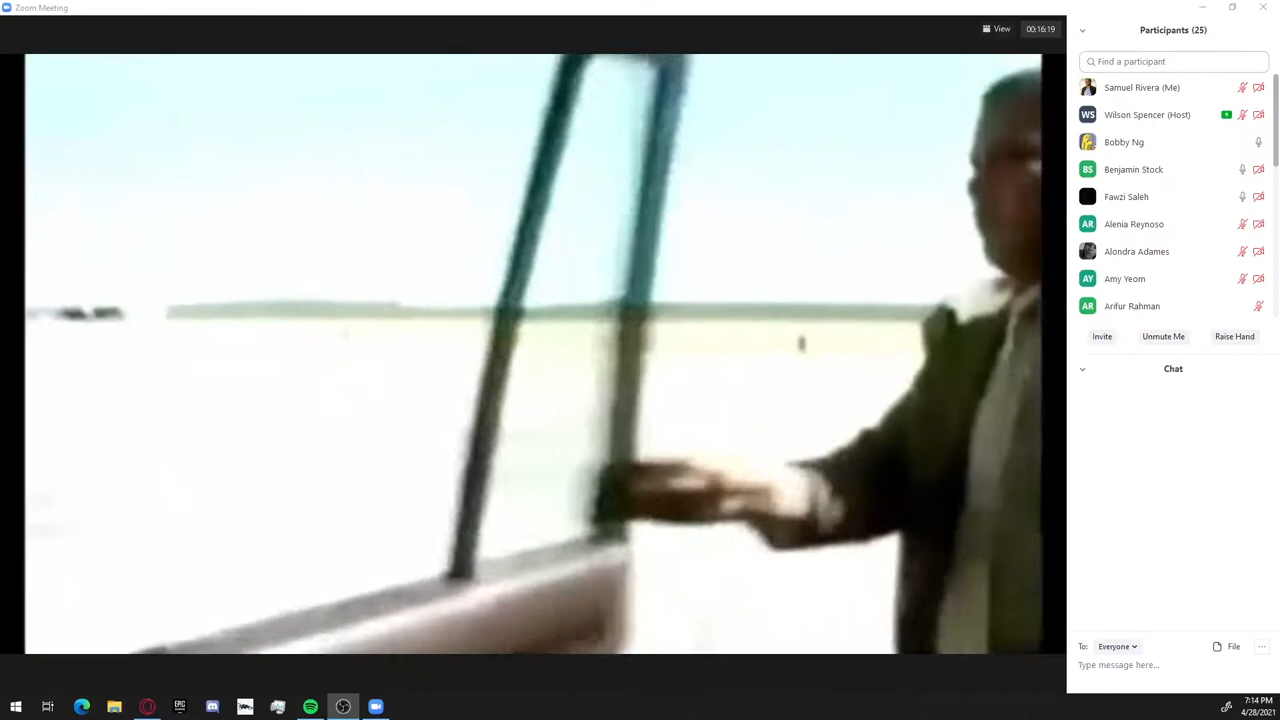 Zoom Meeting
View
00:16:19
Participants (25)
Find a participant
Samuel Rivera (Me)
WS Wilson Spencer (Host)
Bobby Ng
BS Benjamin Stock
Fawzi Saleh
AR Alenia Reynoso
Alondra Adames
AY Amy Yeom
AR Arifur Rahman
Invite Unmute Me Raise Hand
Chat
To: Everyone File ...
Type message here...
EPIC
7:14 PM
4/28/2021